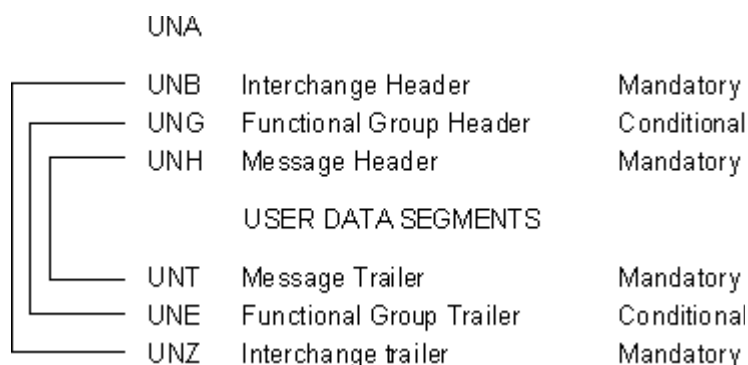 UNA
UNB Interchange Header Mandatory
UNG Functional Group Header Conditional
UNH Message Header Mandatory
USER DATA SEGMENTS
UNT Message Trailer Mandatory
UNE Functional Group Trailer Conditional
UNZ Interchange trailer Mandatory